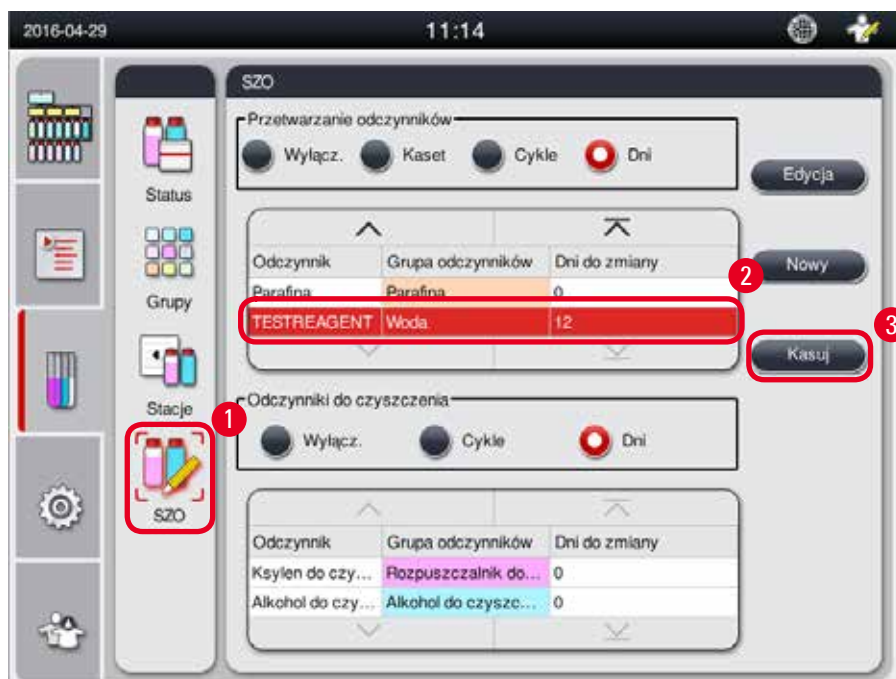 2016-04-29
11:14
SZO
Przetwarzanie odczynników
Wyłącz.
Kaset
Cykle
Dni
Edycja
Status
Odczynnik
Grupa odczynników
Dni do zmiany
2
Nowy
Grupy
Parafina
Parafina
0
TESTREAGENT
Woda
12
3
Kasuj
Stacje
1
Odczynniki do czyszczenia
Wyłącz.
Cykle
Dni
SZO
Odczynnik
Grupa odczynników
Dni do zmiany
Ksylen do czy...
Rozpuszczalnik do...
0
Alkohol do czy...
Alkohol do czyszc...
0